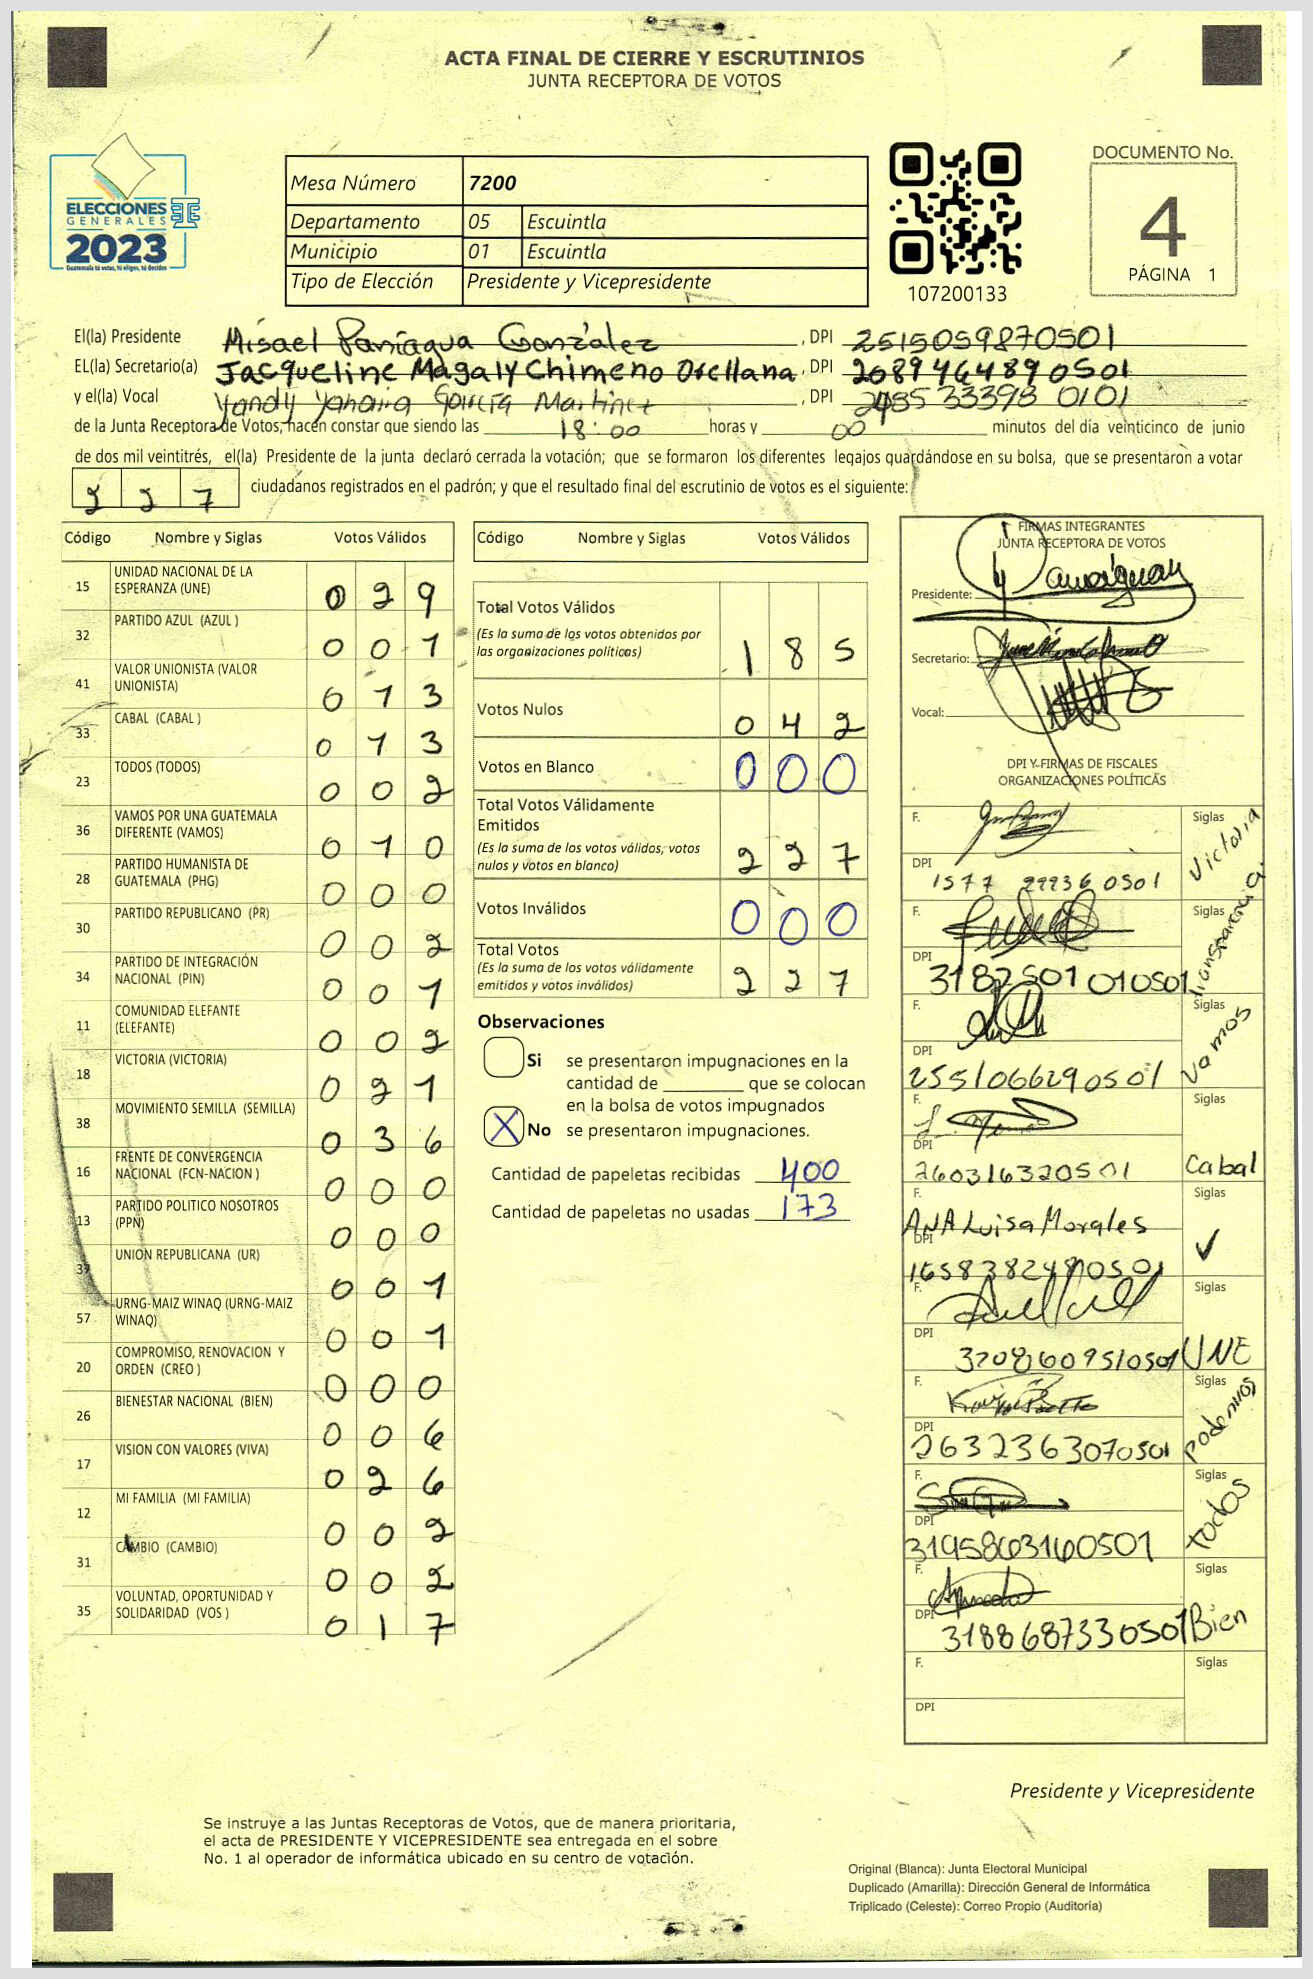 ACTA FINAL DE CIERRE Y ESCRUTINIOS
JUNTA RECEPTORA DE VOTOS
ELECCIONES
GENERALES
2023
Guatemala tú votas, tú eliges, tú decides
Mesa Número 7200
Departamento 05 Escuintla
Municipio 01 Escuintla
Tipo de Elección Presidente y Vicepresidente
107200133
DOCUMENTO No.
4
PÁGINA 1
El(la) Presidente Misael Paniagua González, DPI 2515059870501
EL(la) Secretario(a) Jacqueline Magaly Chimeno Orellana, DPI 2089464890501
y el(la) Vocal Yandy Yohana García Martinez, DPI 2485 33398 0101
de la Junta Receptora de Votos, hacen constar que siendo las 18:00 horas y 00 minutos del día veinticinco de junio
de dos mil veintitrés, el(la) Presidente de la junta declaró cerrada la votación; que se formaron los diferentes legajos guardándose en su bolsa, que se presentaron a votar
2 2 7 ciudadanos registrados en el padrón; y que el resultado final del escrutinio de votos es el siguiente:
Código Nombre y Siglas Votos Válidos
15 UNIDAD NACIONAL DE LA
ESPERANZA (UNE) 0 2 9
32 PARTIDO AZUL (AZUL ) 0 0 1
41 VALOR UNIONISTA (VALOR
UNIONISTA) 0 1 3
33 CABAL (CABAL ) 0 1 3
23 TODOS (TODOS) 0 0 2
36 VAMOS POR UNA GUATEMALA
DIFERENTE (VAMOS) 0 1 0
28 PARTIDO HUMANISTA DE
GUATEMALA (PHG) 0 0 0
30 PARTIDO REPUBLICANO (PR) 0 0 2
34 PARTIDO DE INTEGRACIÓN
NACIONAL (PIN) 0 0 1
11 COMUNIDAD ELEFANTE
(ELEFANTE) 0 0 2
18 VICTORIA (VICTORIA) 0 2 1
38 MOVIMIENTO SEMILLA (SEMILLA) 0 3 6
16 FRENTE DE CONVERGENCIA
NACIONAL (FCN-NACION ) 0 0 0
13 PARTIDO POLITICO NOSOTROS
(PPN) 0 0 0
39 UNION REPUBLICANA (UR) 0 0 1
57 URNG-MAIZ WINAQ (URNG-MAIZ
WINAQ) 0 0 1
20 COMPROMISO, RENOVACION Y
ORDEN (CREO ) 0 0 0
26 BIENESTAR NACIONAL (BIEN) 0 0 6
17 VISION CON VALORES (VIVA) 0 2 6
12 MI FAMILIA (MI FAMILIA) 0 0 2
31 CAMBIO (CAMBIO) 0 0 2
35 VOLUNTAD, OPORTUNIDAD Y
SOLIDARIDAD (VOS ) 0 1 7
Código Nombre y Siglas Votos Válidos
Total Votos Válidos
(Es la suma de los votos obtenidos por
las organizaciones políticas) 1 8 5
Votos Nulos 0 4 2
Votos en Blanco 0 0 0
Total Votos Válidamente
Emitidos
(Es la suma de los votos válidos, votos
nulos y votos en blanco) 2 2 7
Votos Inválidos 0 0 0
Total Votos
(Es la suma de los votos válidamente
emitidos y votos inválidos) 2 2 7
Observaciones
Si se presentaron impugnaciones en la
cantidad de ________ que se colocan
en la bolsa de votos impugnados
X No se presentaron impugnaciones.
Cantidad de papeletas recibidas 400
Cantidad de papeletas no usadas 173
FIRMAS INTEGRANTES
JUNTA RECEPTORA DE VOTOS
Presidente:
Secretario:
Vocal:
DPI Y FIRMAS DE FISCALES
ORGANIZACIONES POLÍTICAS
F. Siglas Victoria
DPI 1577 22236 0501
F. Siglas transparencia
DPI 3182501010501
F. Siglas Vamos
DPI 2551066290501
F. Siglas Cabal
DPI 260316320501
F. ANA Luisa Morales Siglas ✓
DPI 1658382480501
F. Siglas UNE
DPI 3208609510501
F. Siglas podemos
DPI 2632363070501
F. Siglas todos
DPI 3195863160501
F. Siglas Bien
DPI 3188687330501
F. Siglas
DPI
Presidente y Vicepresidente
Se instruye a las Juntas Receptoras de Votos, que de manera prioritaria,
el acta de PRESIDENTE Y VICEPRESIDENTE sea entregada en el sobre
No. 1 al operador de informática ubicado en su centro de votación.
Original (Blanca): Junta Electoral Municipal
Duplicado (Amarilla): Dirección General de Informática
Triplicado (Celeste): Correo Propio (Auditoría)